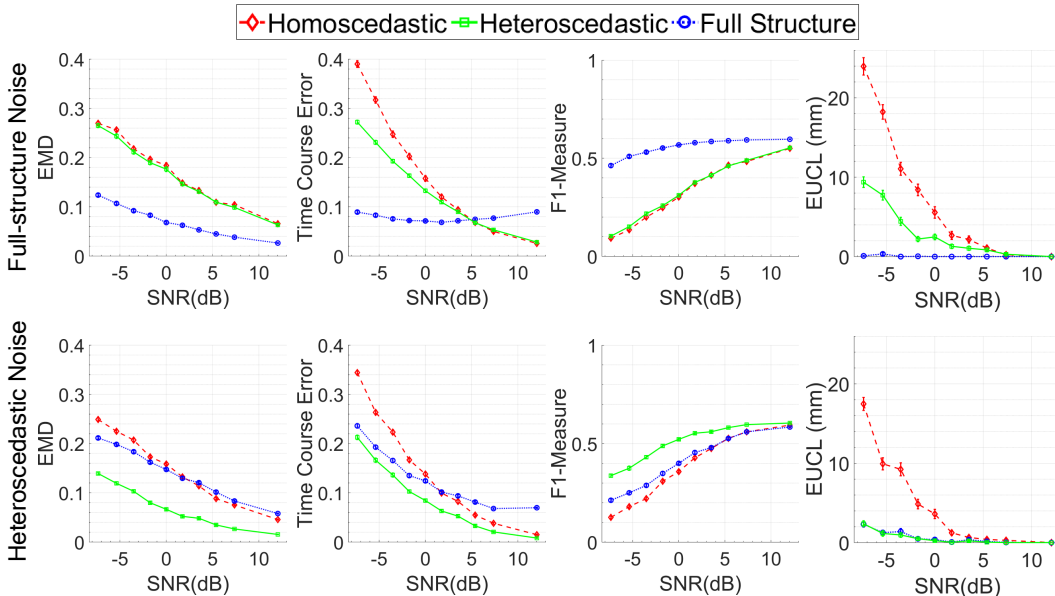 Homoscedastic Heteroscedastic Full Structure
Full-structure Noise
EMD
0.4
0.3
0.2
0.1
0
-5 0 5 10
SNR(dB)
Time Course Error
0.4
0.3
0.2
0.1
0
-5 0 5 10
SNR(dB)
F1-Measure
1
0.5
0
-5 0 5 10
SNR(dB)
EUCL (mm)
20
10
0
-5 0 5 10
SNR(dB)
Heteroscedastic Noise
EMD
0.4
0.3
0.2
0.1
0
-5 0 5 10
SNR(dB)
Time Course Error
0.4
0.3
0.2
0.1
0
-5 0 5 10
SNR(dB)
F1-Measure
1
0.5
0
-5 0 5 10
SNR(dB)
EUCL (mm)
20
10
0
-5 0 5 10
SNR(dB)